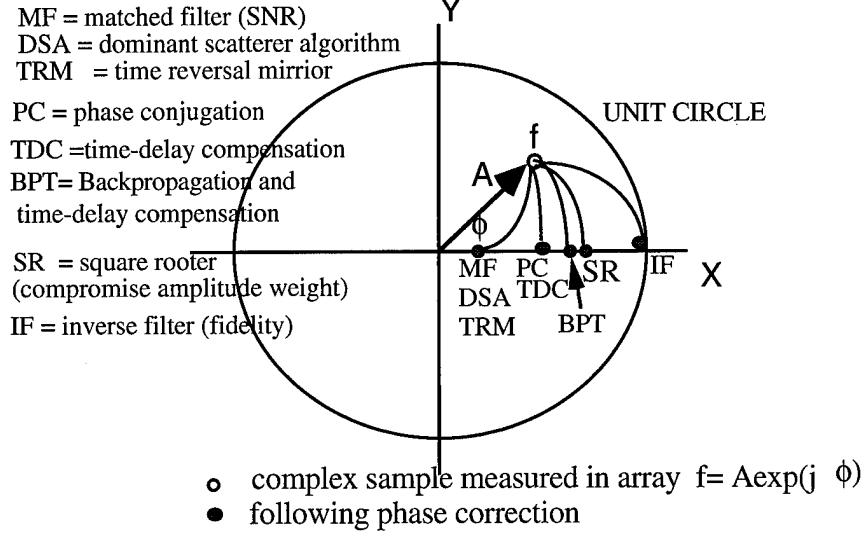 MF = matched filter (SNR)
DSA = dominant scatterer algorithm
TRM = time reversal mirrior
PC = phase conjugation
TDC =time-delay compensation
BPT= Backpropagation and
time-delay compensation
SR = square rooter
(compromise amplitude weight)
IF = inverse filter (fidelity)
Y
UNIT CIRCLE
f
A
ϕ
MF
DSA
TRM
PC
TDC
BPT
SR
IF
X
complex sample measured in array f= Aexp(j ϕ)
following phase correction